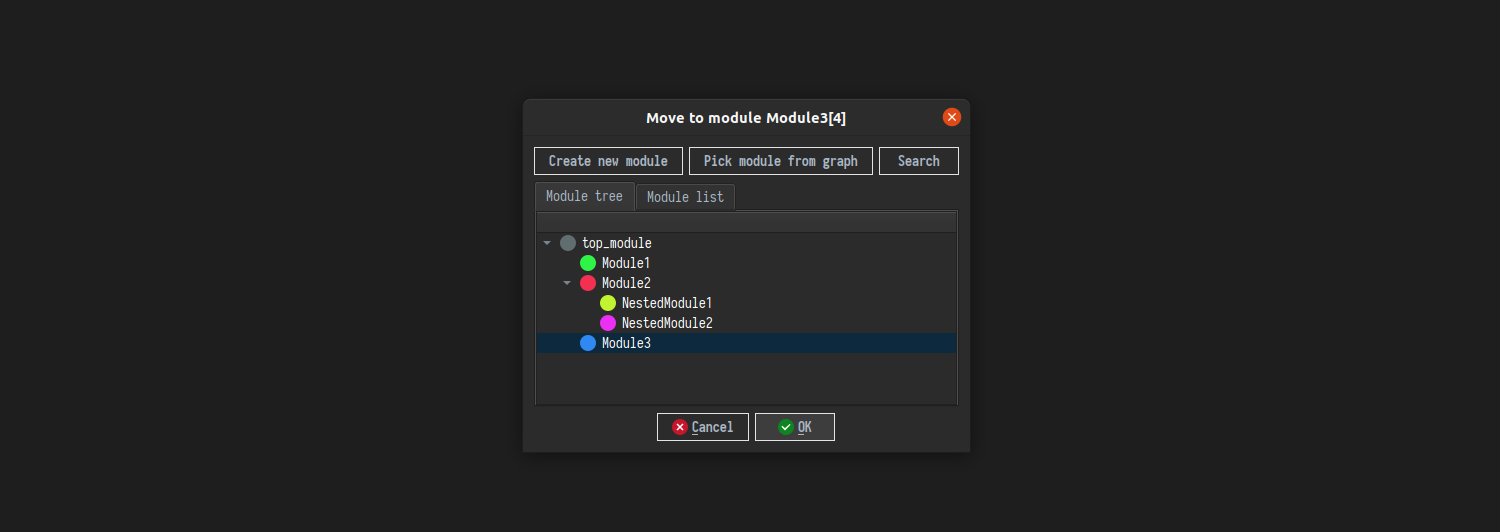 Move to module Module3[4]
Create new module Pick module from graph Search
Module tree Module list
top_module
Module1
Module2
NestedModule1
NestedModule2
Module3
Cancel OK